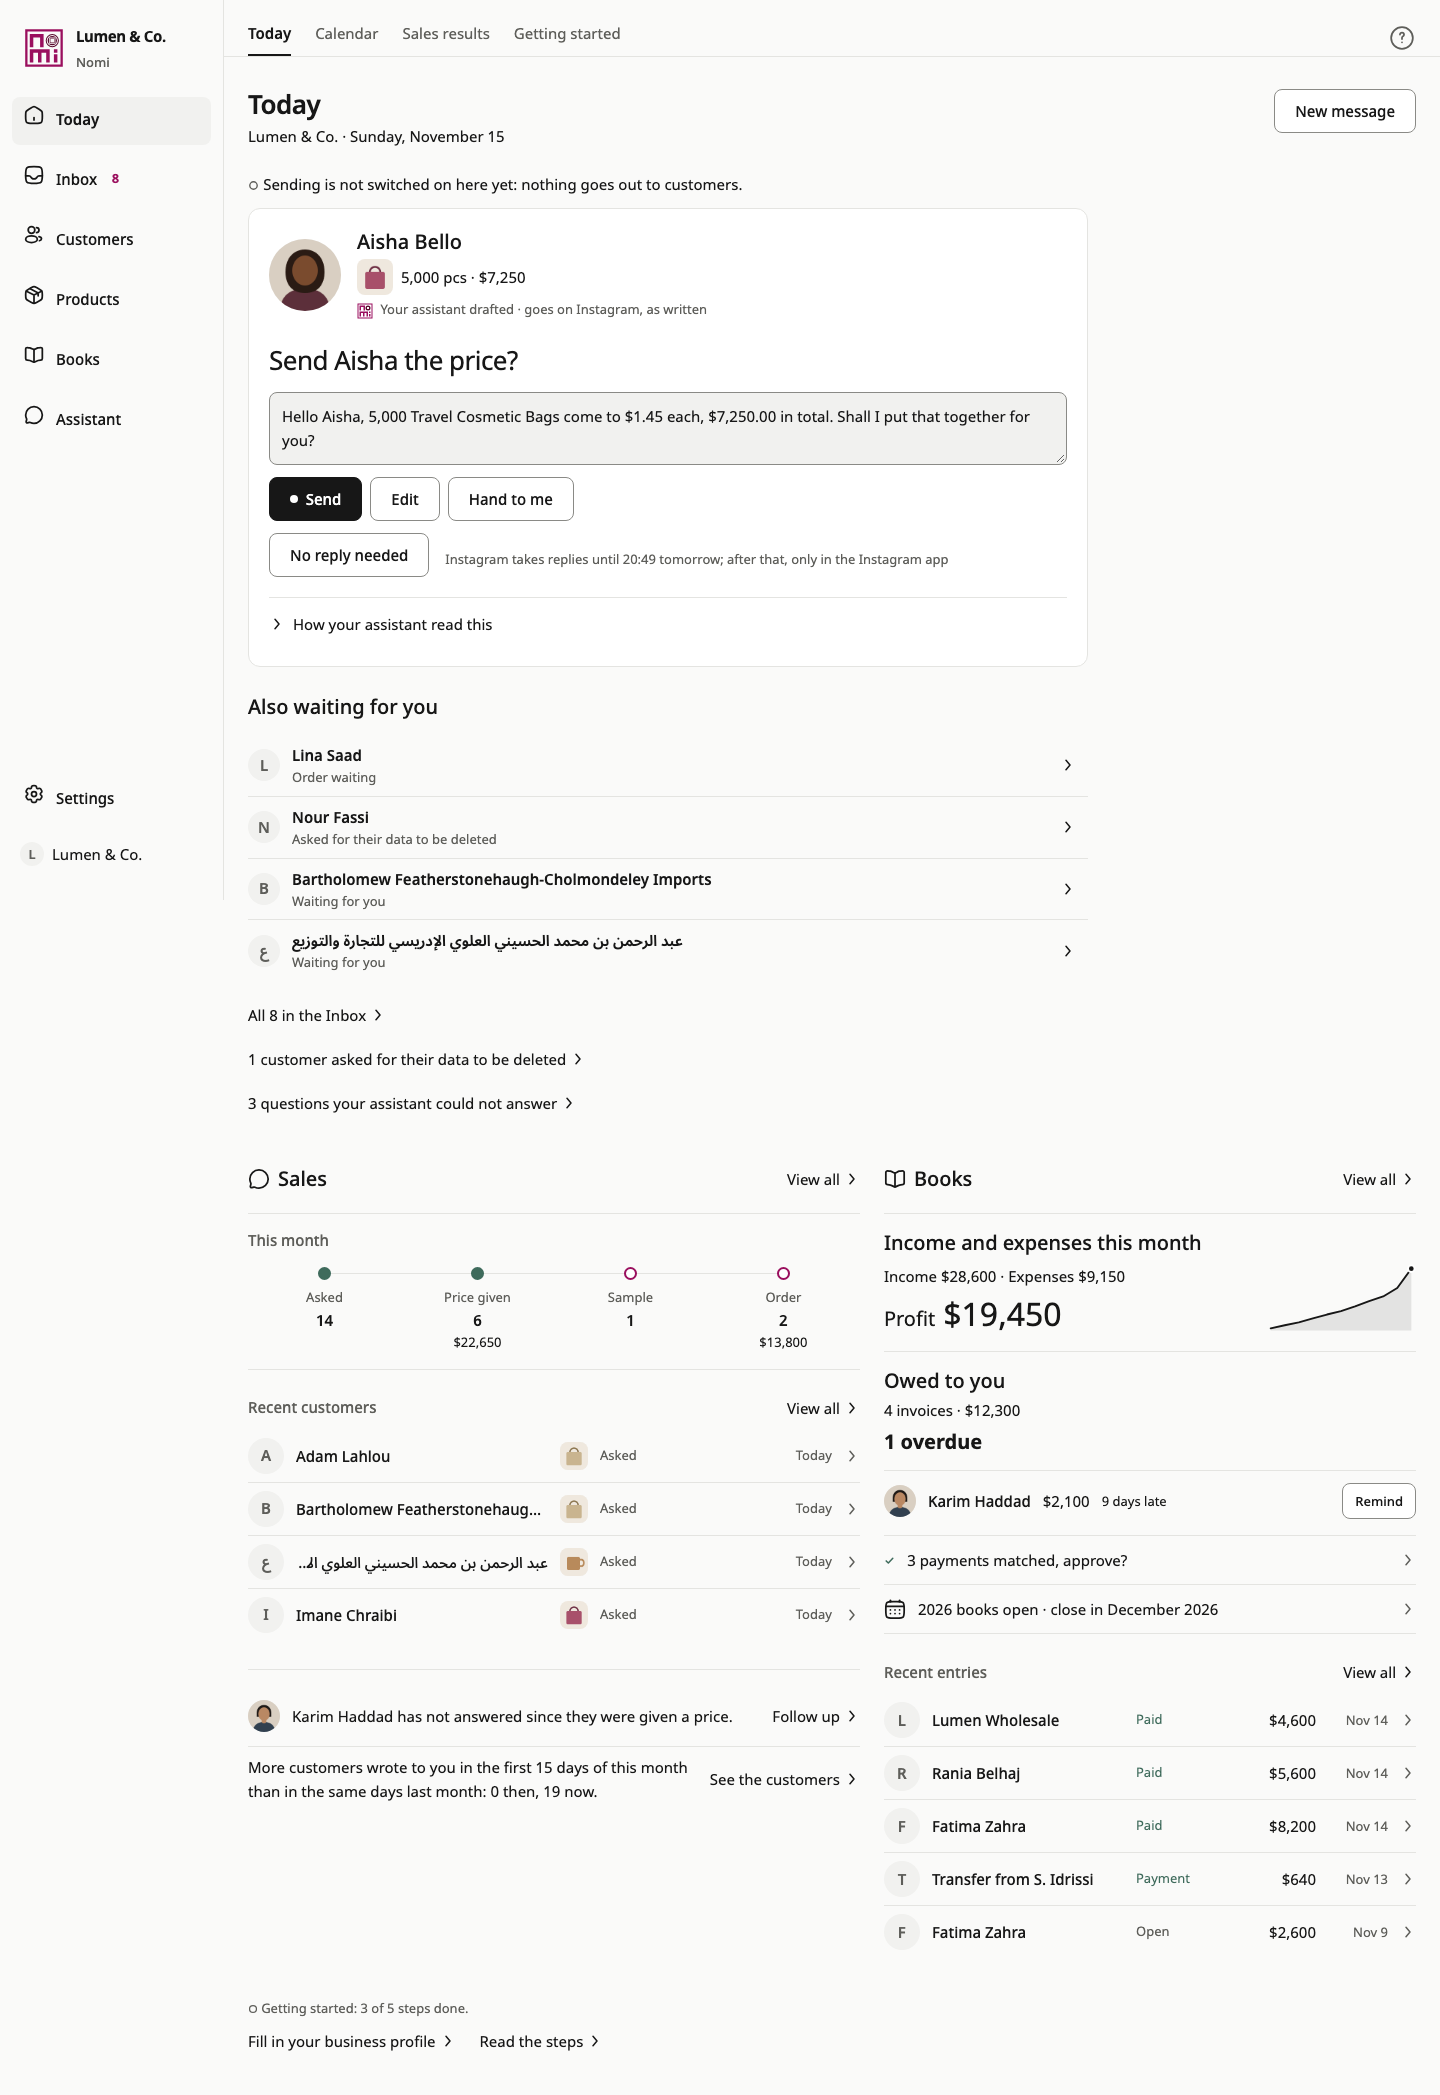 Lumen & Co.
Nomi
Today
Inbox 8
Customers
Products
Books
Assistant
Settings
L Lumen & Co.
Today Calendar Sales results Getting started
Today
New message
Lumen & Co. · Sunday, November 15
Sending is not switched on here yet: nothing goes out to customers.
Aisha Bello
5,000 pcs · $7,250
Your assistant drafted · goes on Instagram, as written
Send Aisha the price?
Hello Aisha, 5,000 Travel Cosmetic Bags come to $1.45 each, $7,250.00 in total. Shall I put that together for
you?
Send Edit Hand to me
No reply needed Instagram takes replies until 20:49 tomorrow; after that, only in the Instagram app
How your assistant read this
Also waiting for you
L Lina Saad
Order waiting
N Nour Fassi
Asked for their data to be deleted
B Bartholomew Featherstonehaugh-Cholmondeley Imports
Waiting for you
ع عبد الرحمن بن محمد الحسيني العلوي الإدريسي للتجارة والتوزيع
Waiting for you
All 8 in the Inbox
1 customer asked for their data to be deleted
3 questions your assistant could not answer
Sales View all
This month
Asked Price given Sample Order
14 6 1 2
$22,650 $13,800
Recent customers View all
A Adam Lahlou Asked Today
B Bartholomew Featherstonehaug... Asked Today
ع عبد الرحمن بن محمد الحسيني العلوي ال... Asked Today
I Imane Chraibi Asked Today
Karim Haddad has not answered since they were given a price. Follow up
More customers wrote to you in the first 15 days of this month
than in the same days last month: 0 then, 19 now.
See the customers
Books View all
Income and expenses this month
Income $28,600 · Expenses $9,150
Profit $19,450
Owed to you
4 invoices · $12,300
1 overdue
Karim Haddad $2,100 9 days late Remind
3 payments matched, approve?
2026 books open · close in December 2026
Recent entries View all
L Lumen Wholesale Paid $4,600 Nov 14
R Rania Belhaj Paid $5,600 Nov 14
F Fatima Zahra Paid $8,200 Nov 14
T Transfer from S. Idrissi Payment $640 Nov 13
F Fatima Zahra Open $2,600 Nov 9
Getting started: 3 of 5 steps done.
Fill in your business profile Read the steps